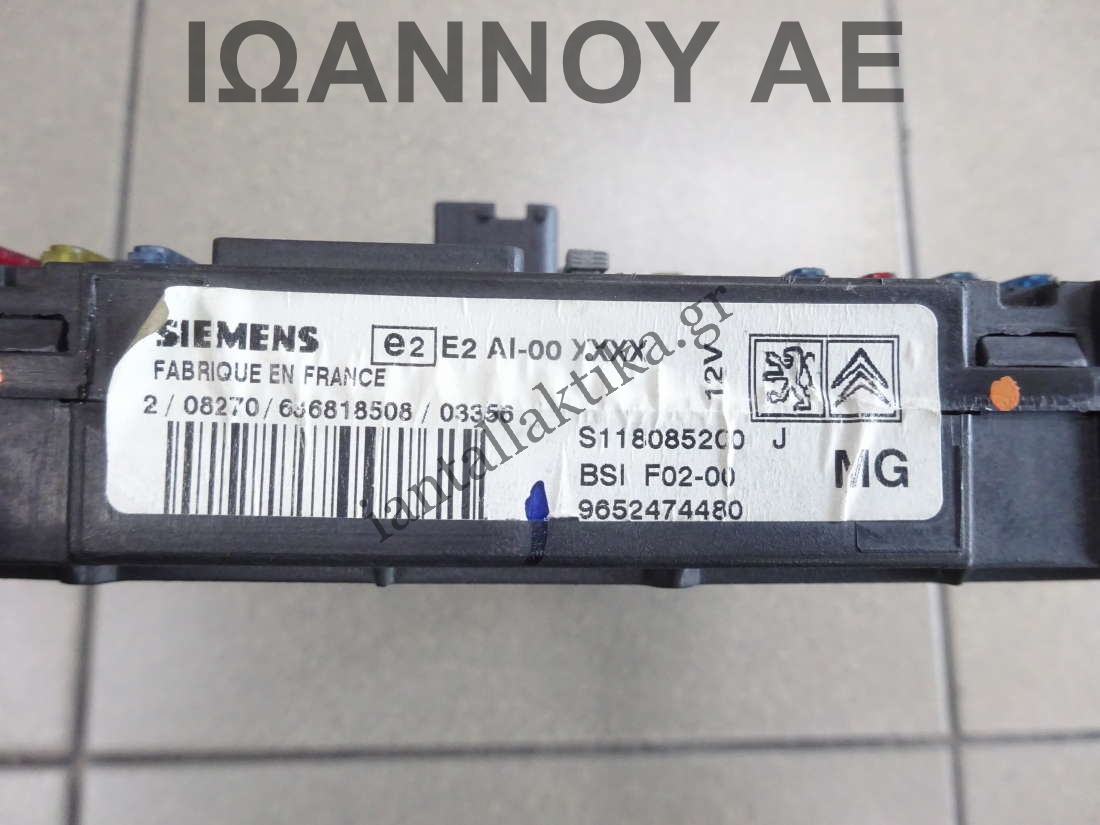 ΙΩΑΝΝΟΥ ΑΕ
SIEMENS
e2 E2 AI-00 XXXX
FABRIQUE EN FRANCE
2 / 08270 / 636818508 / 03356
12V
S118085200 J
BSI F02-00
9652474480
MG
iantallaktika.gr